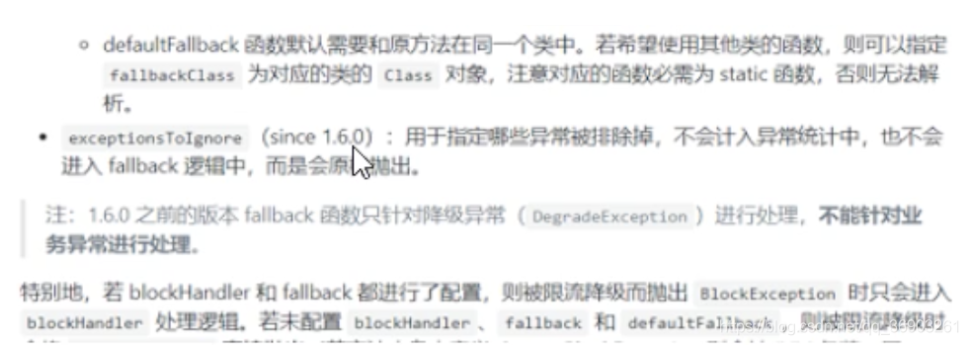 defaultFallback 函数默认需要和原方法在同一个类中。若希望使用其他类的函数，则可以指定
fallbackClass 为对应的类的 Class 对象，注意对应的函数必需为 static 函数，否则无法解
析。
exceptionsToIgnore（since 1.6.0）：用于指定哪些异常被排除掉，不会计入异常统计中，也不会
进入 fallback 逻辑中，而是会原抛出。
注：1.6.0 之前的版本 fallback 函数只针对降级异常（DegradeException）进行处理，不能针对业
务异常进行处理。
特别地，若 blockHandler 和 fallback 都进行了配置，则被限流降级而抛出 BlockException 时只会进入
blockHandler 处理逻辑。若未配置 blockHandler、fallback 和 defaultFallback，则被限流降级时